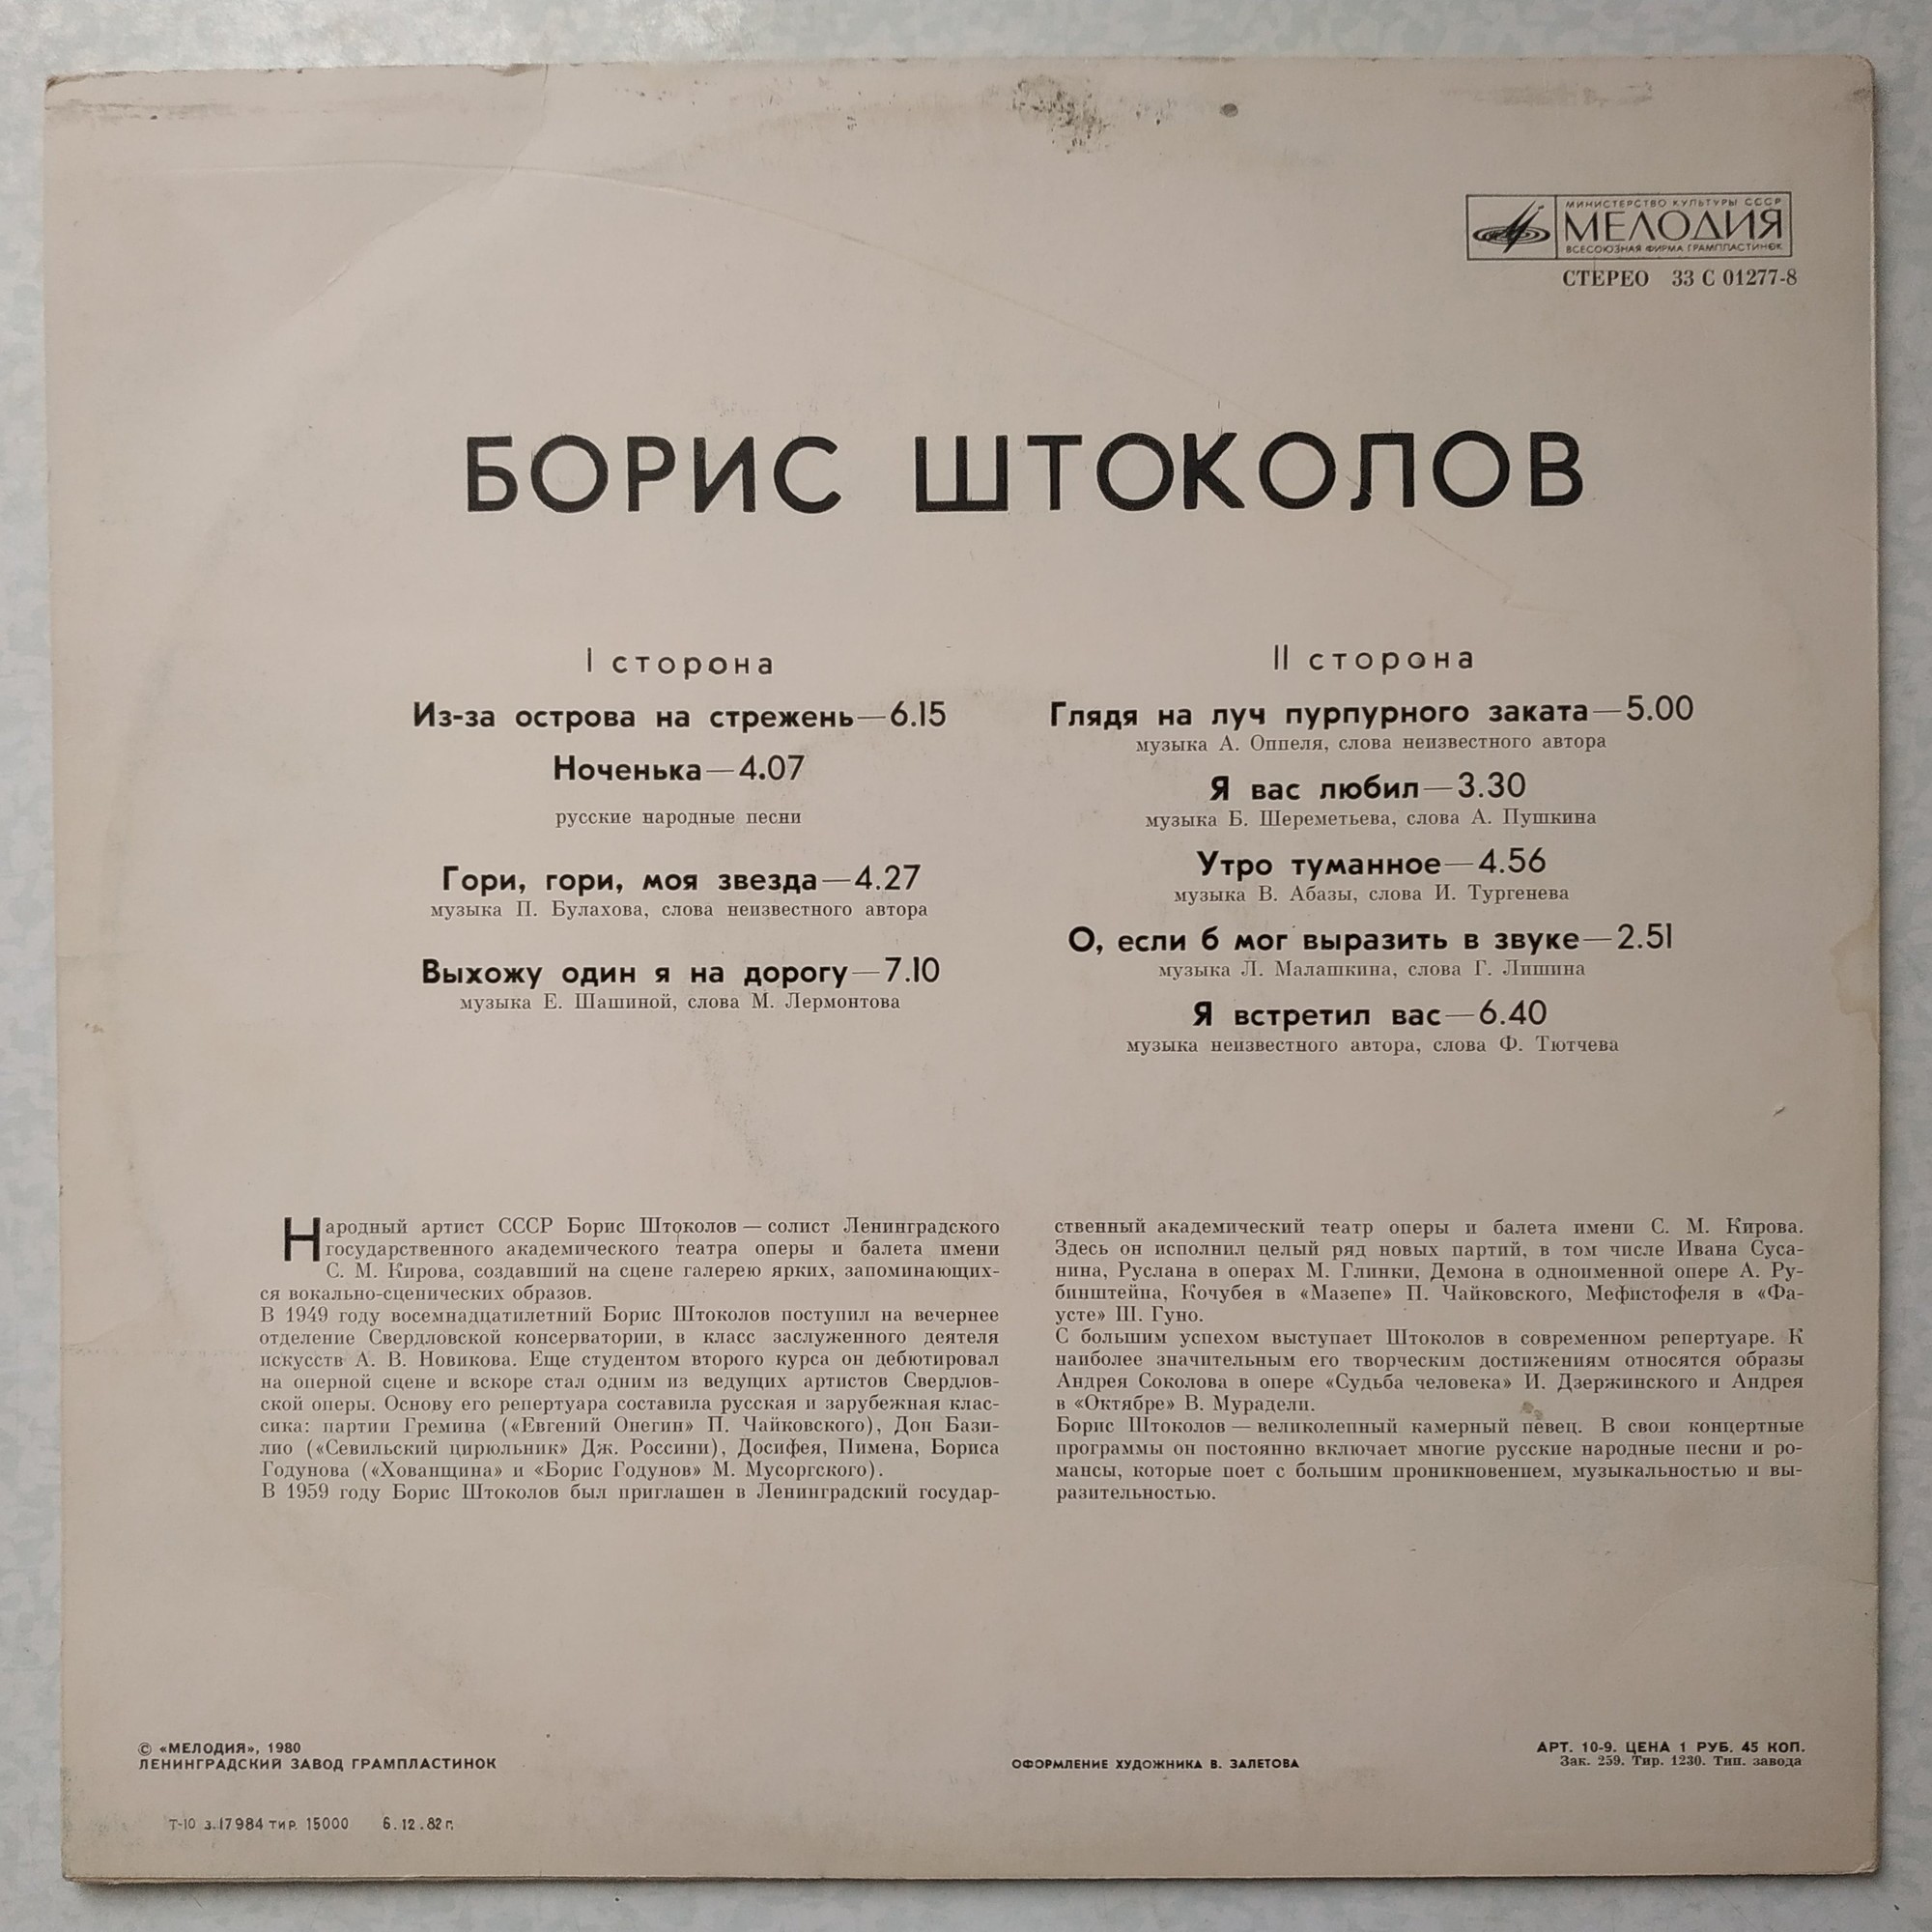 МИНИСТЕРСТВО КУЛЬТУРЫ СССР
МЕЛОДИЯ
ВСЕСОЮЗНАЯ ФИРМА ГРАМПЛАСТИНОК
СТЕРЕО 33 С 01277-8
БОРИС ШТОКОЛОВ
I сторона
Из-за острова на стрежень—6.15
Ноченька—4.07
русские народные песни
Гори, гори, моя звезда—4.27
музыка П. Булахова, слова неизвестного автора
Выхожу один я на дорогу—7.10
музыка Е. Шашиной, слова М. Лермонтова
II сторона
Глядя на луч пурпурного заката—5.00
музыка А. Оппеля, слова неизвестного автора
Я вас любил—3.30
музыка Б. Шереметьева, слова А. Пушкина
Утро туманное—4.56
музыка В. Абазы, слова И. Тургенева
О, если б мог выразить в звуке—2.51
музыка Л. Малашкина, слова Г. Лишина
Я встретил вас—6.40
музыка неизвестного автора, слова Ф. Тютчева
Народный артист СССР Борис Штоколов — солист Ленинградского
государственного академического театра оперы и балета имени
С. М. Кирова, создавший на сцене галерею ярких, запоминающих-
ся вокально-сценических образов.
В 1949 году восемнадцатилетний Борис Штоколов поступил на вечернее
отделение Свердловской консерватории, в класс заслуженного деятеля
искусств А. В. Новикова. Еще студентом второго курса он дебютировал
на оперной сцене и вскоре стал одним из ведущих артистов Свердлов-
ской оперы. Основу его репертуара составила русская и зарубежная клас-
сика: партии Гремина («Евгений Онегин» П. Чайковского), Дон Бази-
лио («Севильский цирюльник» Дж. Россини), Досифея, Пимена, Бориса
Годунова («Хованщина» и «Борис Годунов» М. Мусоргского).
В 1959 году Борис Штоколов был приглашен в Ленинградский государ-
ственный академический театр оперы и балета имени С. М. Кирова.
Здесь он исполнил целый ряд новых партий, в том числе Ивана Суса-
нина, Руслана в операх М. Глинки, Демона в одноименной опере А. Ру-
бинштейна, Кочубея в «Мазепе» П. Чайковского, Мефистофеля в «Фа-
усте» Ш. Гуно.
С большим успехом выступает Штоколов в современном репертуаре. К
наиболее значительным его творческим достижениям относятся образы
Андрея Соколова в опере «Судьба человека» И. Дзержинского и Андрея
в «Октябре» В. Мурадели.
Борис Штоколов — великолепный камерный певец. В свои концертные
программы он постоянно включает многие русские народные песни и ро-
мансы, которые поет с большим проникновением, музыкальностью и вы-
разительностью.
© «МЕЛОДИЯ», 1980
ЛЕНИНГРАДСКИЙ ЗАВОД ГРАМПЛАСТИНОК
ОФОРМЛЕНИЕ ХУДОЖНИКА В. ЗАЛЕТОВА
АРТ. 10-9. ЦЕНА 1 РУБ. 45 КОП.
Зак. 259. Тир. 1230. Тип. завода
Т-10 з.17984 тир. 15000 6.12.82 г.